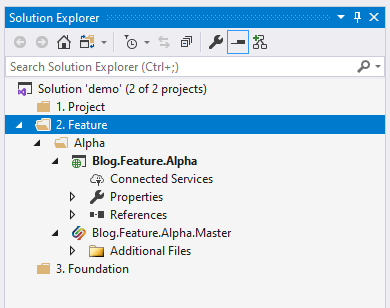 Solution Explorer
Search Solution Explorer (Ctrl+;)
Solution 'demo' (2 of 2 projects)
1. Project
2. Feature
Alpha
Blog.Feature.Alpha
Connected Services
Properties
References
Blog.Feature.Alpha.Master
Additional Files
3. Foundation